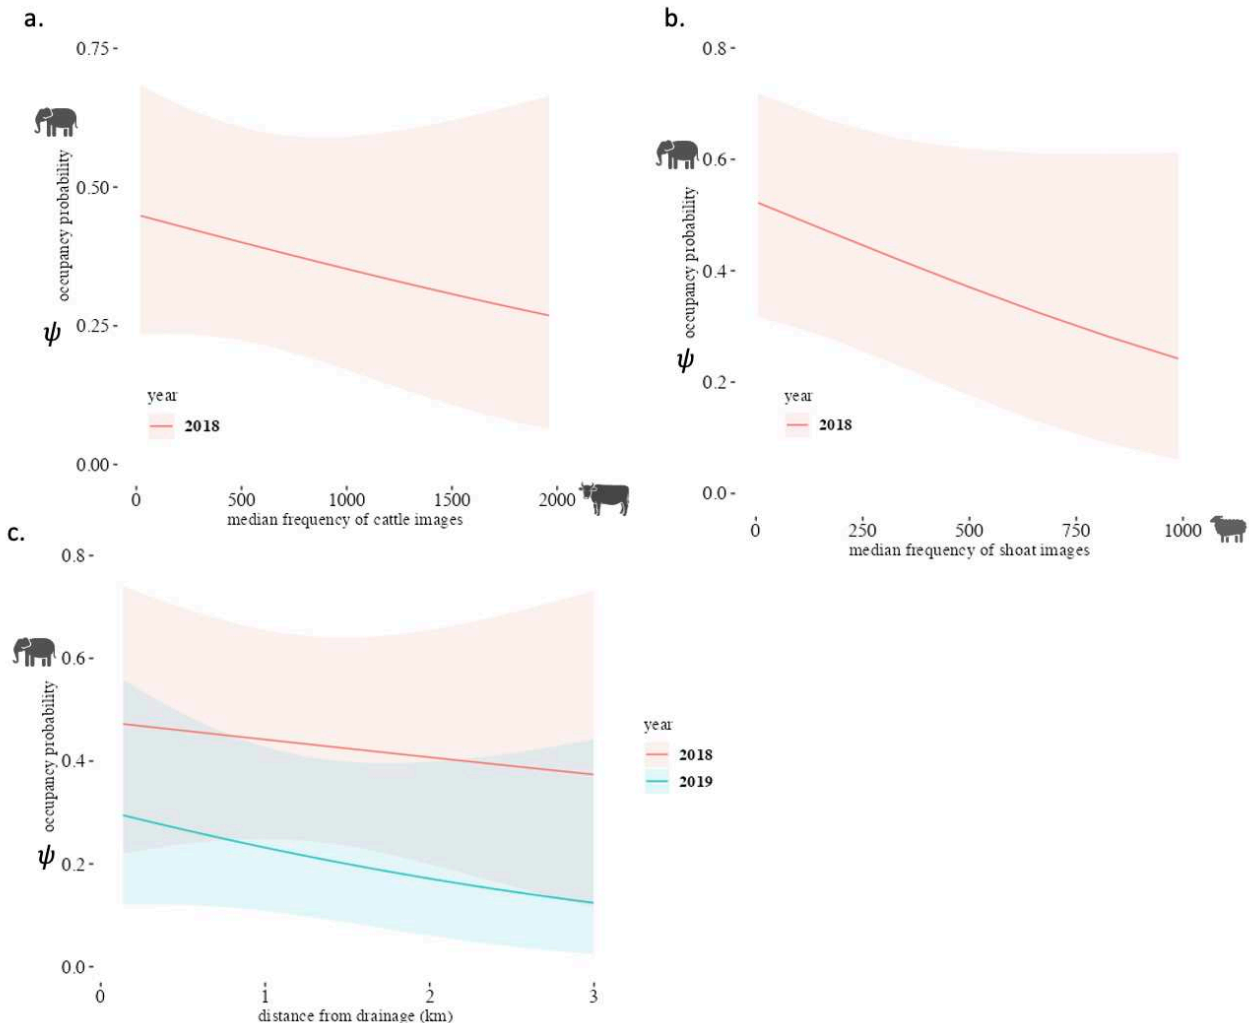 a.
0.75
0.50
0.25
0.00
occupancy probability
ψ
year
2018
0 500 1000 1500 2000
median frequency of cattle images
b.
0.8
0.6
0.4
0.2
0.0
occupancy probability
ψ
year
2018
0 250 500 750 1000
median frequency of shoat images
c.
0.8
0.6
0.4
0.2
0.0
occupancy probability
ψ
0 1 2 3
distance from drainage (km)
year
2018
2019